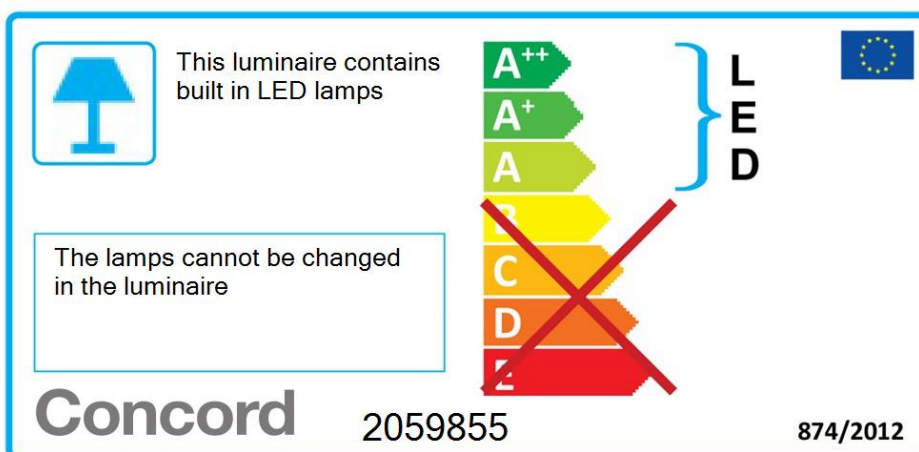 This luminaire contains
built in LED lamps
A++
A+
A
B
C
D
E
L
E
D
The lamps cannot be changed
in the luminaire
Concord
2059855
874/2012